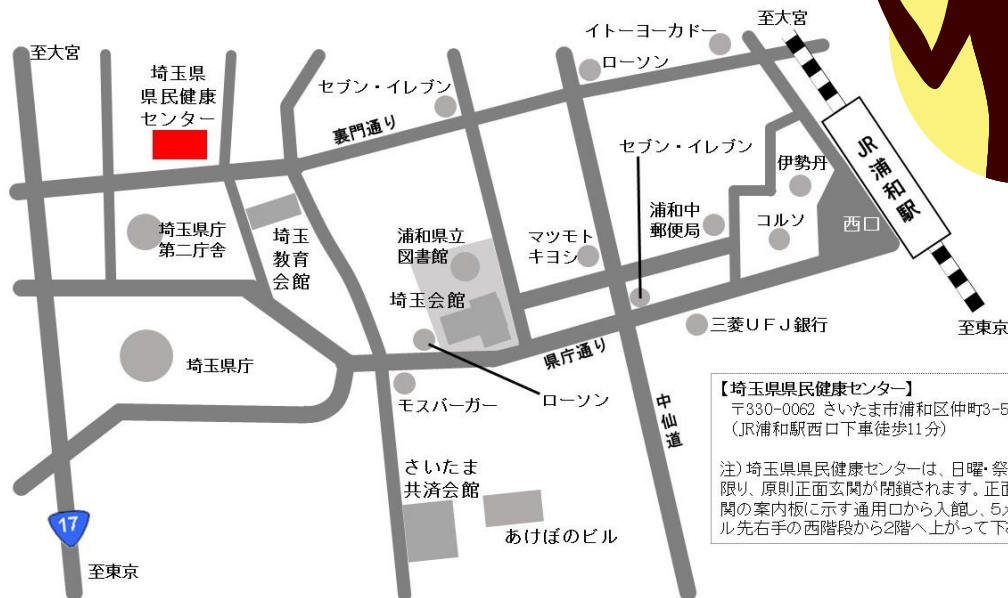 至大宮
イトーヨーカドー
至大宮
埼玉県
県民健康
センター
セブン・イレブン
ローソン
裏門通り
セブン・イレブン
JR浦和駅
伊勢丹
埼玉県庁
第二庁舎
埼玉
教育
会館
浦和県立
図書館
マツモト
キヨシ
浦和中
郵便局
コルソ
西口
埼玉会館
三菱UFJ銀行
至東京
県庁通り
埼玉県庁
モスバーガー
ローソン
中仙道
【埼玉県県民健康センター】
〒330-0062 さいたま市浦和区仲町3-5
(JR浦和駅西口下車徒歩11分)
注)埼玉県県民健康センターは、日曜・祭
限り、原則正面玄関が閉鎖されます。正面
関の案内板に示す通用口から入館し、5メ
ル先右手の西階段から2階へ上がって下
さいたま
共済会館
あけぼのビル
17
至東京